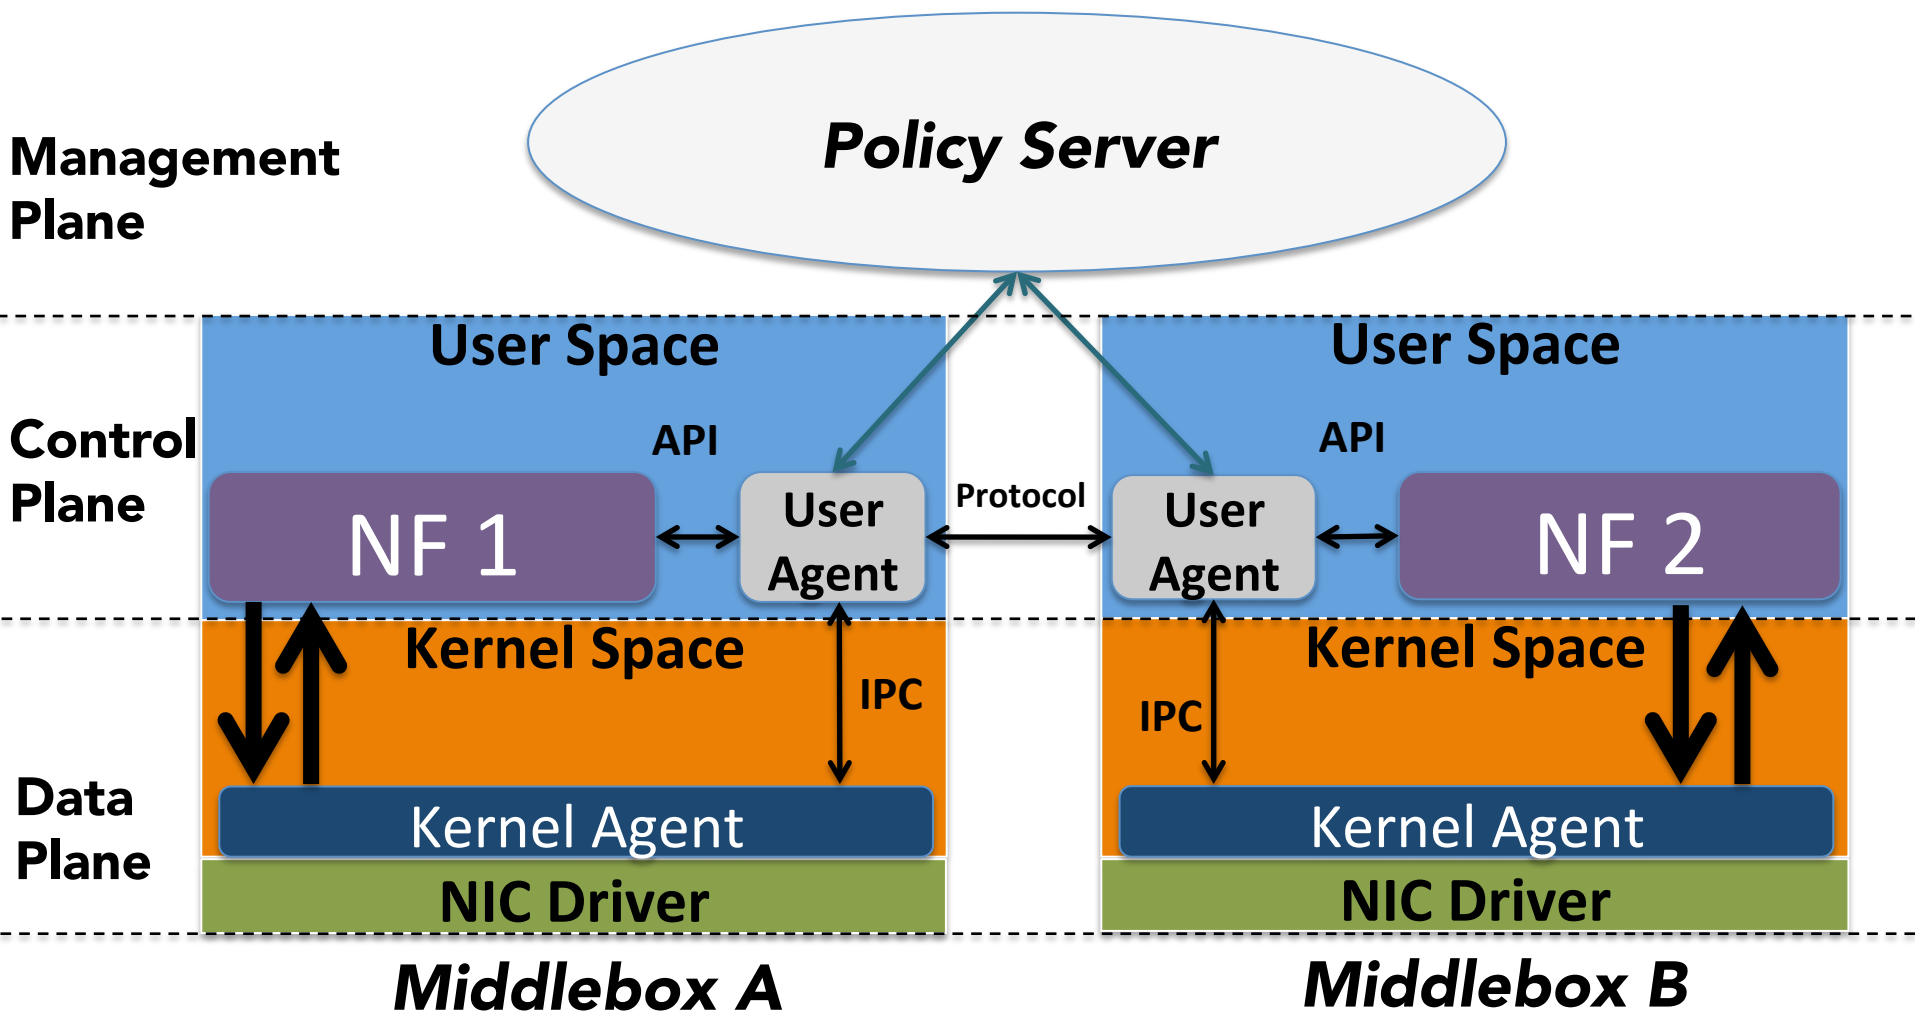 Policy Server
Management
Plane
User Space
User Space
Control
Plane
API
API
NF 1
User
Agent
Protocol
User
Agent
NF 2
Kernel Space
Kernel Space
IPC
IPC
Data
Plane
Kernel Agent
Kernel Agent
NIC Driver
NIC Driver
Middlebox A
Middlebox B